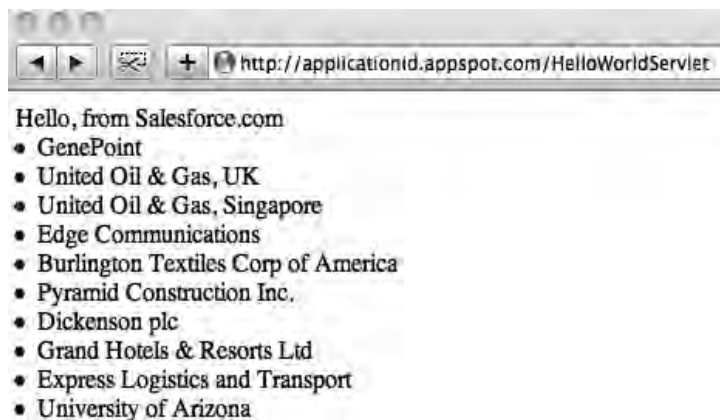 http://applicationid.appspot.com/HelloWorldServlet
Hello, from Salesforce.com
• GenePoint
• United Oil & Gas, UK
• United Oil & Gas, Singapore
• Edge Communications
• Burlington Textiles Corp of America
• Pyramid Construction Inc.
• Dickenson plc
• Grand Hotels & Resorts Ltd
• Express Logistics and Transport
• University of Arizona